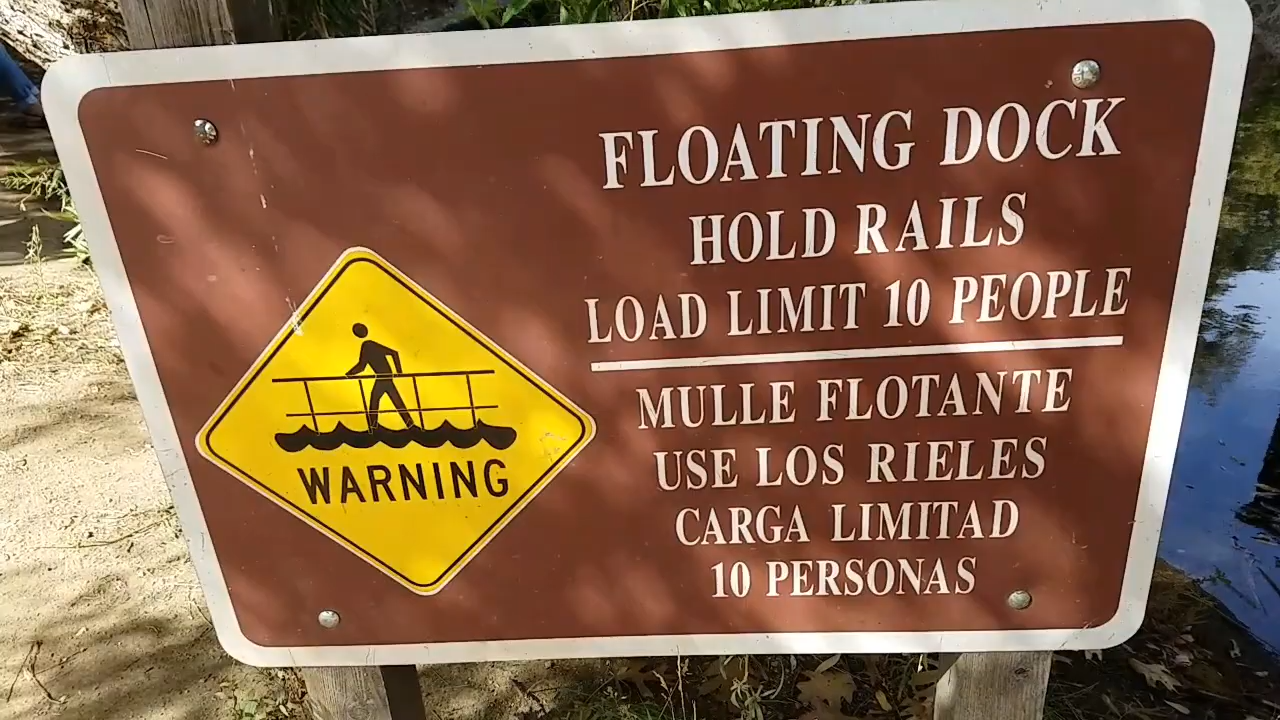 FLOATING DOCK
HOLD RAILS
LOAD LIMIT 10 PEOPLE
MULLE FLOTANTE
USE LOS RIELES
CARGA LIMITAD
10 PERSONAS
WARNING